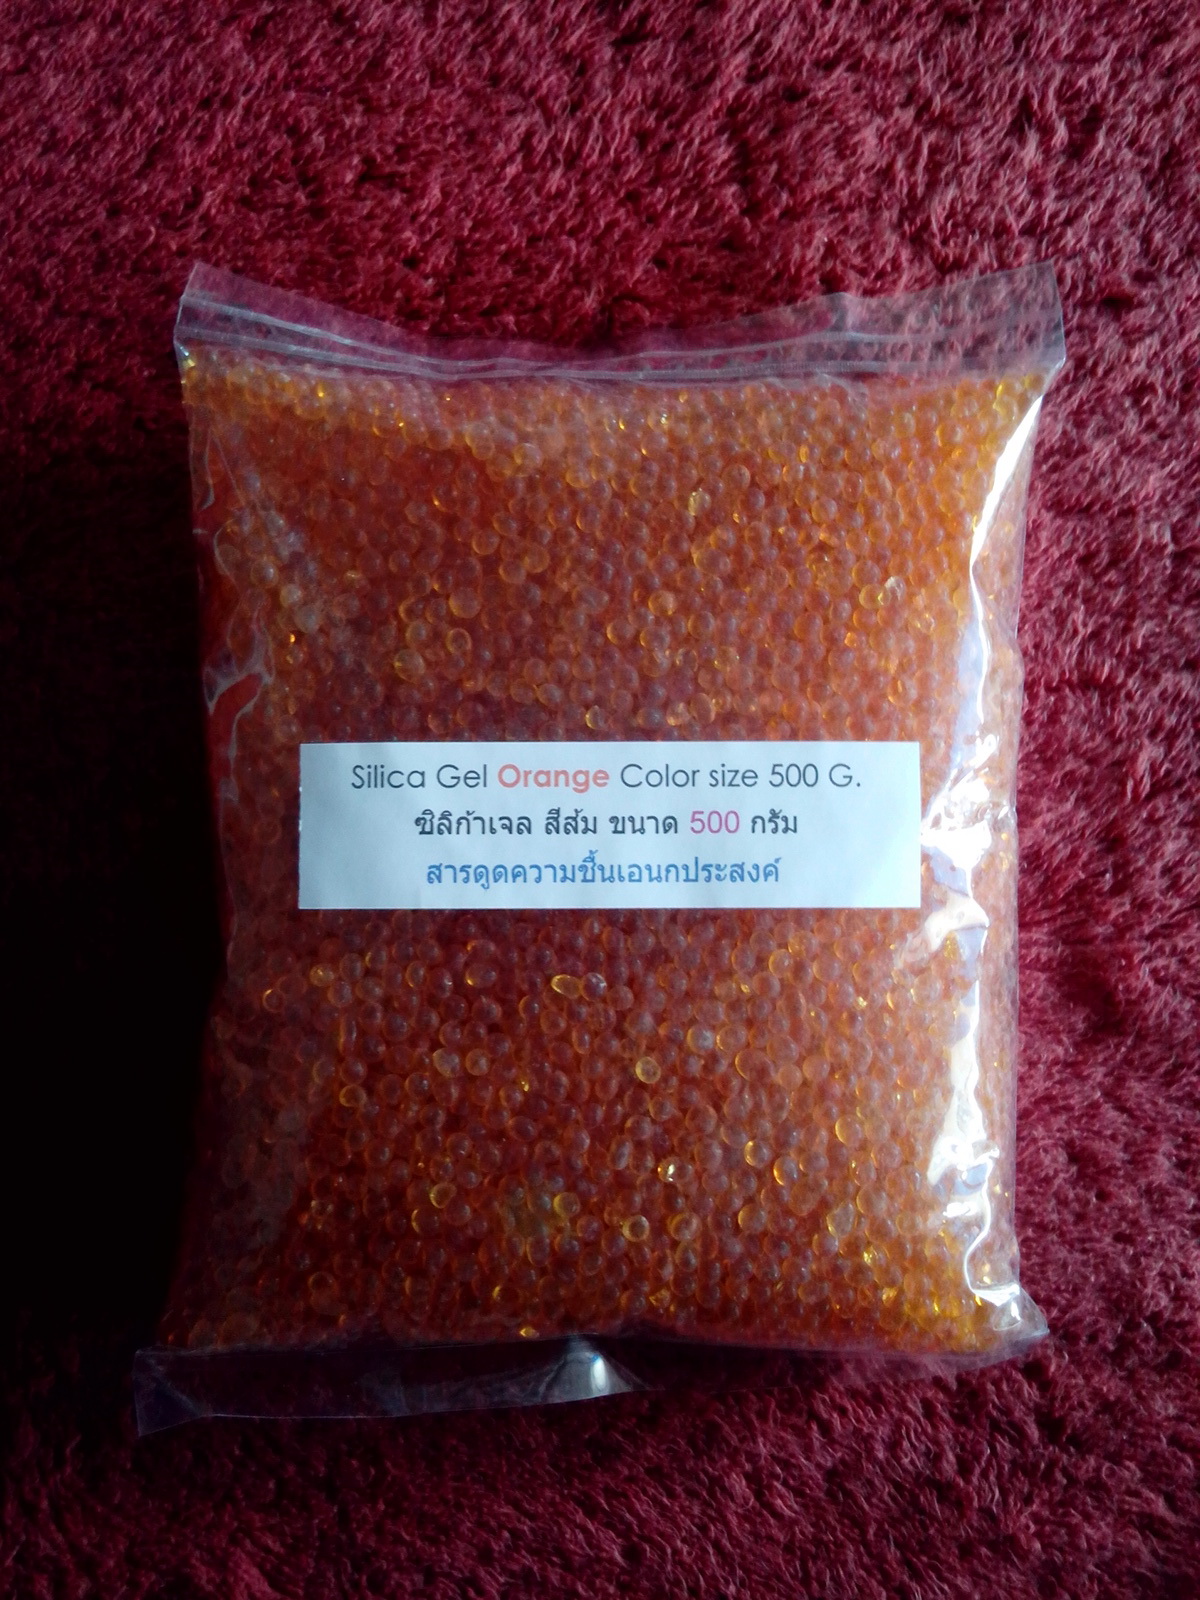 Silica Gel Orange Color size 500 G.
ซิลิก้าเจล สีส้ม ขนาด 500 กรัม
สารดูดความชื้นเอนกประสงค์